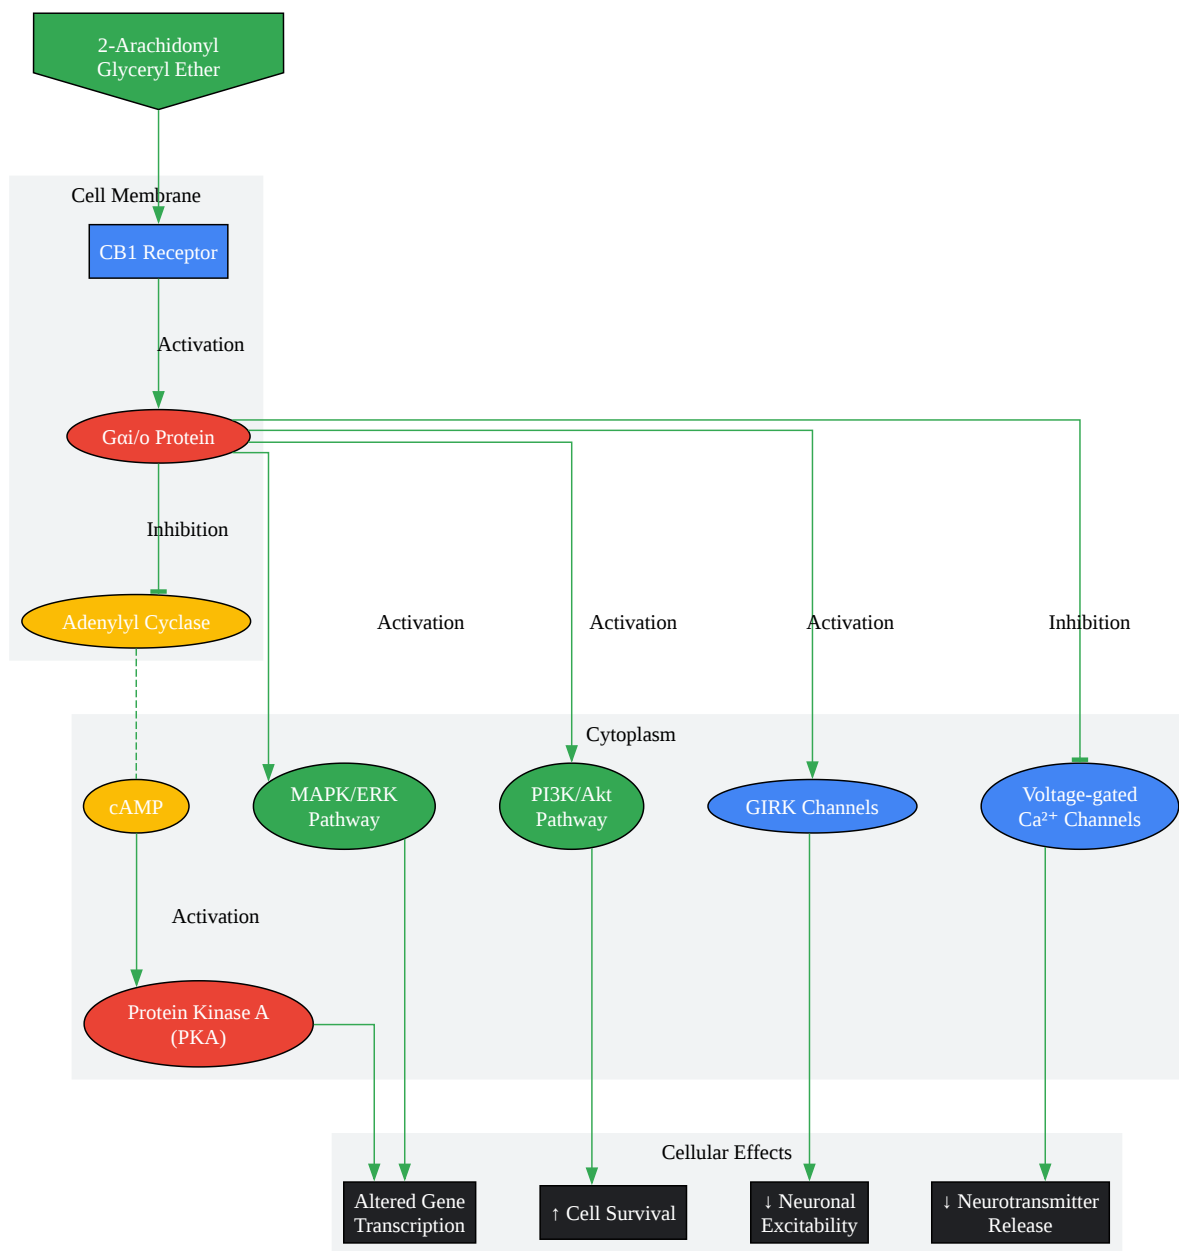 2-Arachidonyl
Glyceryl Ether
Cell Membrane
CB1 Receptor
Activation
Gαi/o Protein
Inhibition
Adenylyl Cyclase
Activation
Activation
Activation
Inhibition
Cytoplasm
cAMP
MAPK/ERK
Pathway
PI3K/Akt
Pathway
GIRK Channels
Voltage-gated
Ca²⁺ Channels
Activation
Protein Kinase A
(PKA)
Cellular Effects
Altered Gene
Transcription
↑ Cell Survival
↓ Neuronal
Excitability
↓ Neurotransmitter
Release